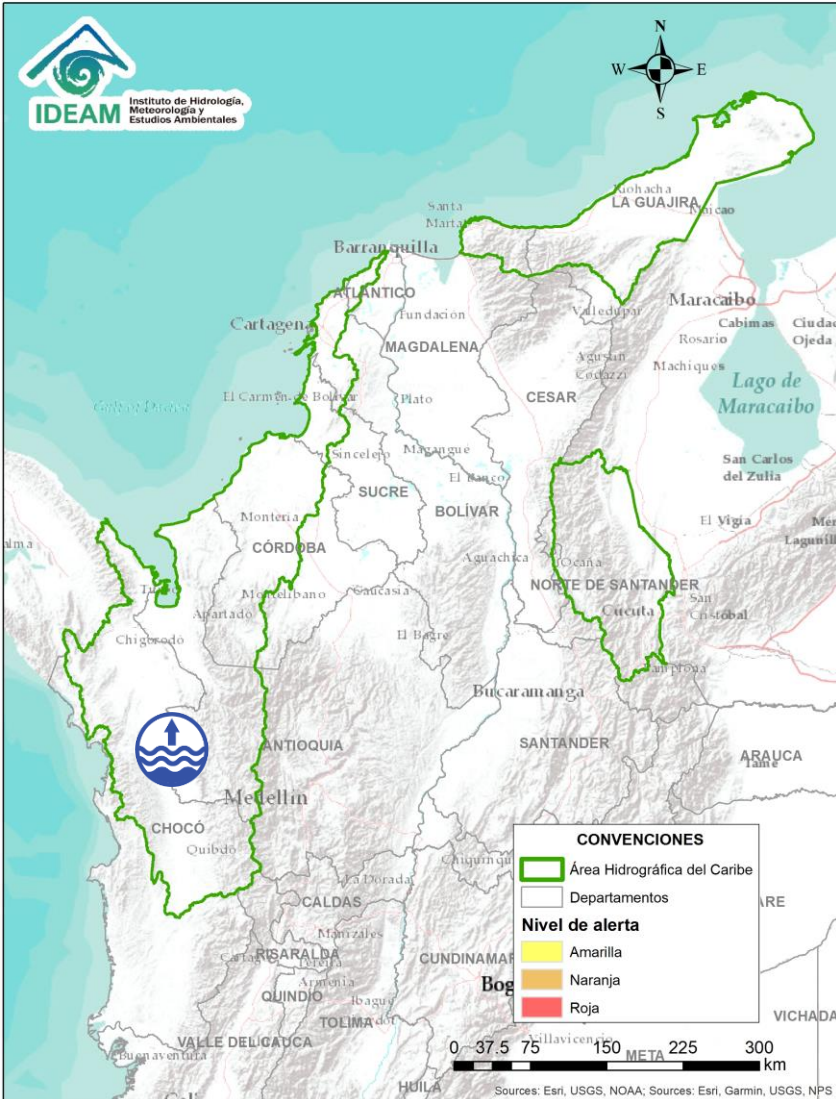 IDEAM
Instituto de Hidrología,
Meteorología y
Estudios Ambientales
N
W
E
S
Riohacha
LA GUAJIRA
Maicao
Santa
Marta
Barranquilla
ATLÁNTICO
Maracaibo
Cartagena
Fundación
Valledupar
Cabimas
Ciudad
Ojeda
MAGDALENA
Rosario
Agustín
Codazzi
Machiques
El Carmen de Bolívar
Plato
CESAR
Lago de
Maracaibo
Sincelejo
Magangué
El Banco
San Carlos
del Zulia
SUCRE
BOLÍVAR
Montería
El Vigía
CÓRDOBA
Aguachica
Ocaña
NORTE DE SANTANDER
Montelíbano
Caucasia
Cúcuta
San
Cristóbal
Apartadó
Chigorodó
El Bagre
Pamplona
Bucaramanga
ANTIOQUIA
SANTANDER
ARAUCA
Tame
Medellín
CHOCÓ
Quibdó
La Dorada
CALDAS
Manizales
RISARALDA
Pereira
Armenia
QUINDIO
Ibagué
TOLIMA
VALLE DEL CAUCA
Buenaventura
HUILA
Villavicencio
META
VICHADA
CONVENCIONES
Área Hidrográfica del Caribe
Departamentos
Nivel de alerta
Amarilla
Naranja
Roja
0 37.5 75 150 225 300
km
Sources: Esri, USGS, NOAA; Sources: Esri, Garmin, USGS, NPS